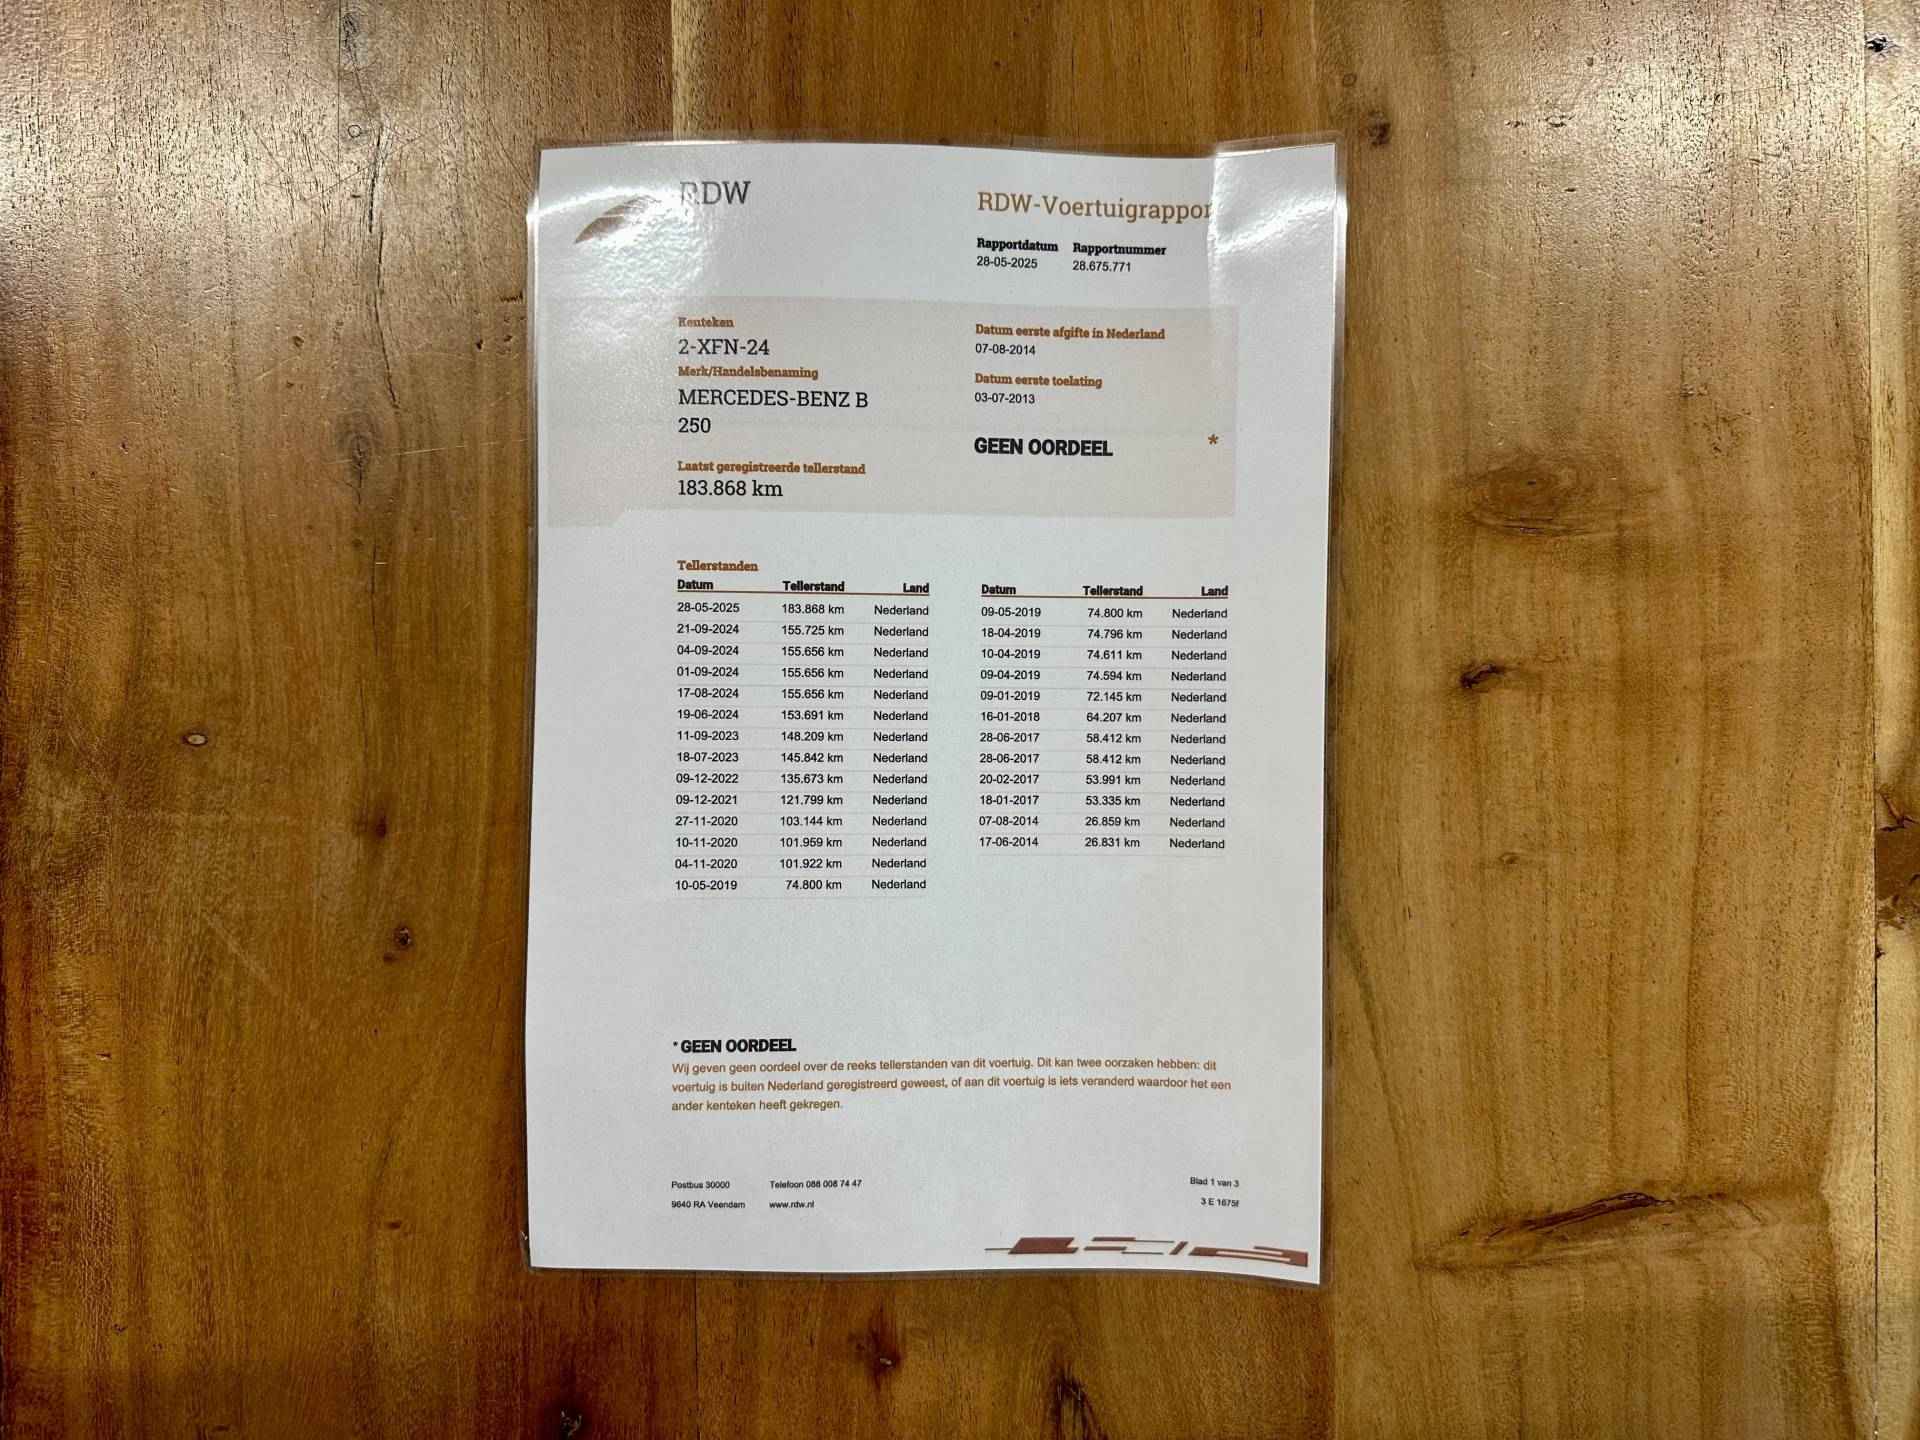 RDW
RDW-Voertuigrappor
Rapportdatum Rapportnummer
28-05-2025 28.675.771
Kenteken
2-XFN-24
Merk/Handelsbenaming
MERCEDES-BENZ B
250
Laatst geregistreerde tellerstand
183.868 km
Datum eerste afgifte in Nederland
07-08-2014
Datum eerste toelating
03-07-2013
GEEN OORDEEL *
Tellerstanden
Datum Tellerstand Land
28-05-2025 183.868 km Nederland
21-09-2024 155.725 km Nederland
04-09-2024 155.656 km Nederland
01-09-2024 155.656 km Nederland
17-08-2024 155.656 km Nederland
19-06-2024 153.691 km Nederland
11-09-2023 148.209 km Nederland
18-07-2023 145.842 km Nederland
09-12-2022 135.673 km Nederland
09-12-2021 121.799 km Nederland
27-11-2020 103.144 km Nederland
10-11-2020 101.959 km Nederland
04-11-2020 101.922 km Nederland
10-05-2019 74.800 km Nederland
Datum Tellerstand Land
09-05-2019 74.800 km Nederland
18-04-2019 74.796 km Nederland
10-04-2019 74.611 km Nederland
09-04-2019 74.594 km Nederland
09-01-2019 72.145 km Nederland
16-01-2018 64.207 km Nederland
28-06-2017 58.412 km Nederland
28-06-2017 58.412 km Nederland
20-02-2017 53.991 km Nederland
18-01-2017 53.335 km Nederland
07-08-2014 26.859 km Nederland
17-06-2014 26.831 km Nederland
* GEEN OORDEEL
Wij geven geen oordeel over de reeks tellerstanden van dit voertuig. Dit kan twee oorzaken hebben: dit
voertuig is buiten Nederland geregistreerd geweest, of aan dit voertuig is iets veranderd waardoor het een
ander kenteken heeft gekregen.
Postbus 30000 Telefoon 088 008 74 47
9640 RA Veendam www.rdw.nl
Blad 1 van 3
3 E 1675f